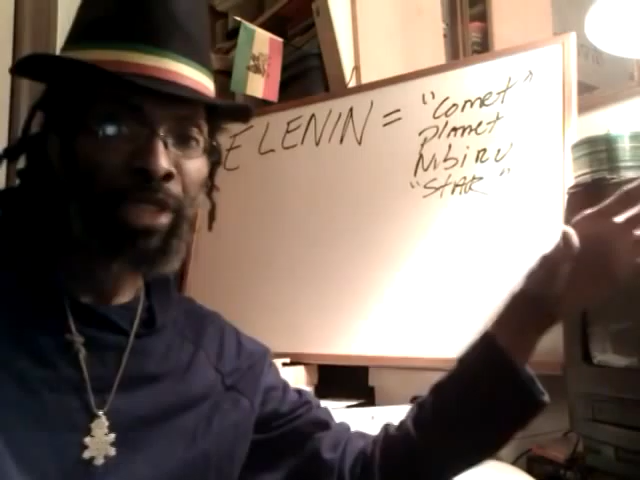 ELENIN = "Comet"
planet
Nibiru
"STAR"